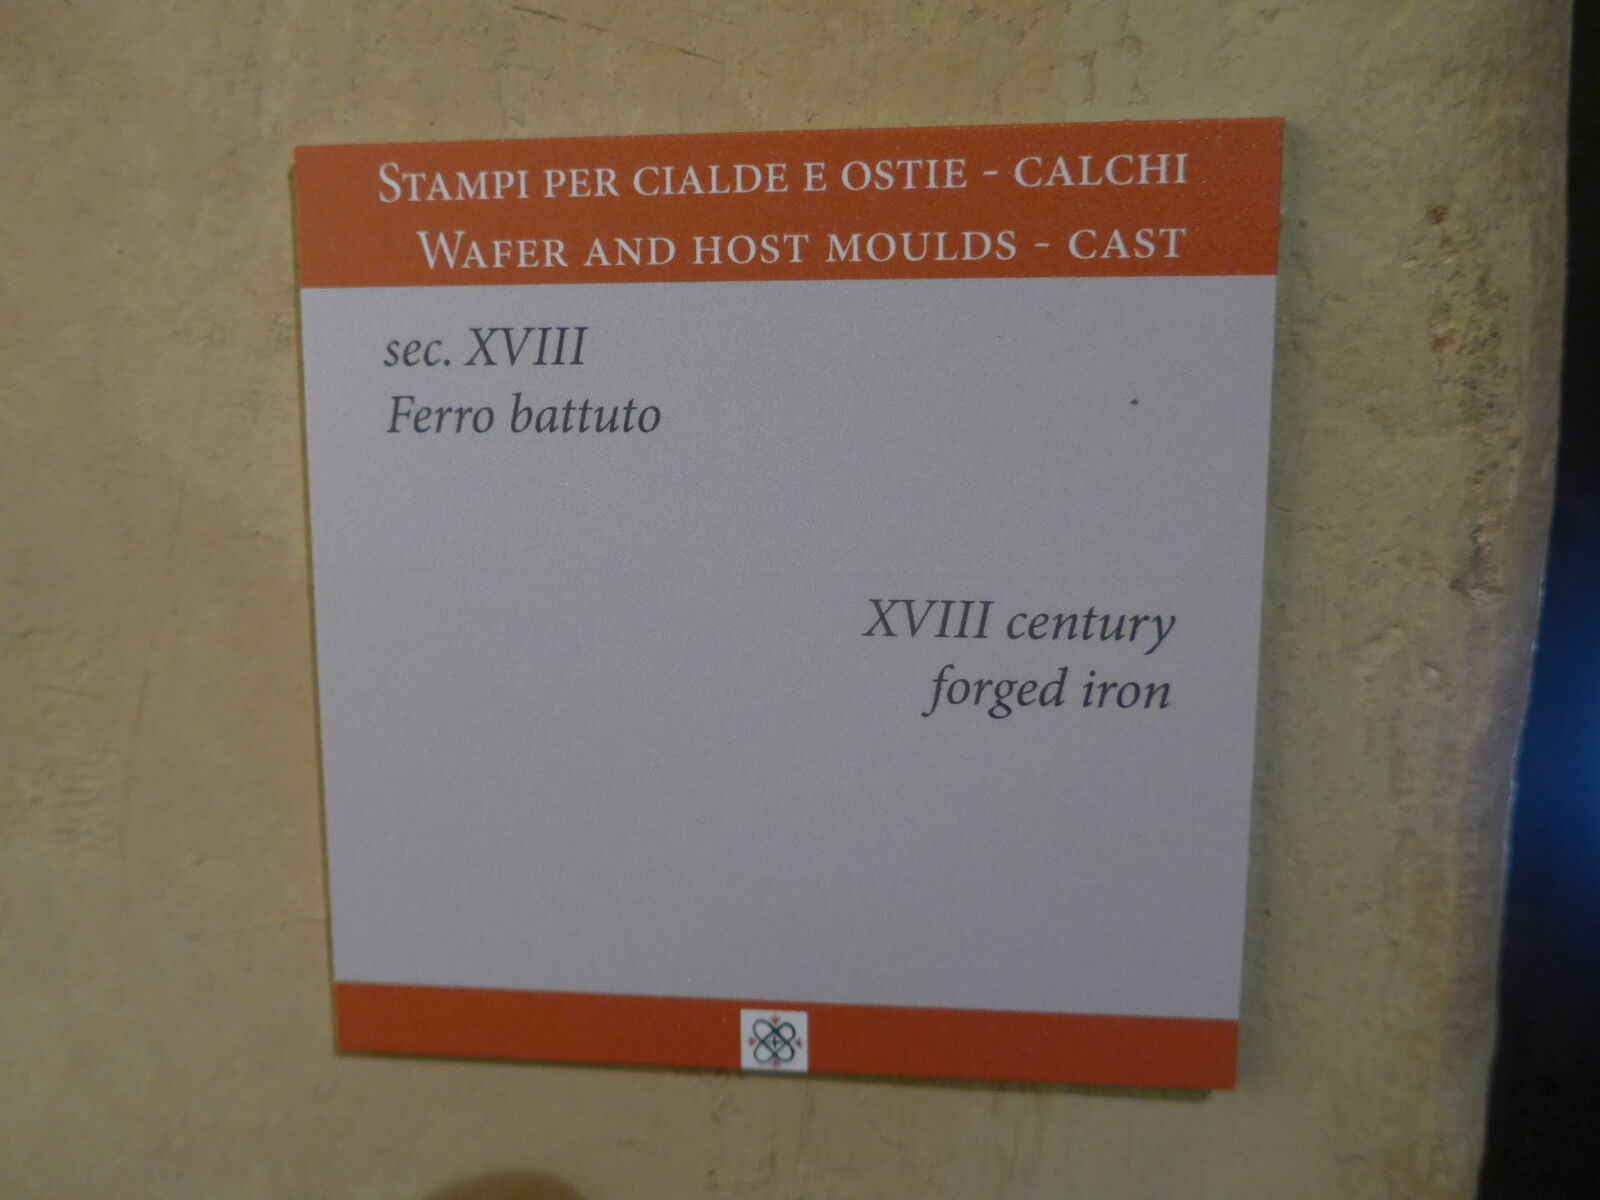 STAMPI PER CIALDE E OSTIE - CALCHI
WAFER AND HOST MOULDS - CAST
sec. XVIII
Ferro battuto
XVIII century
forged iron